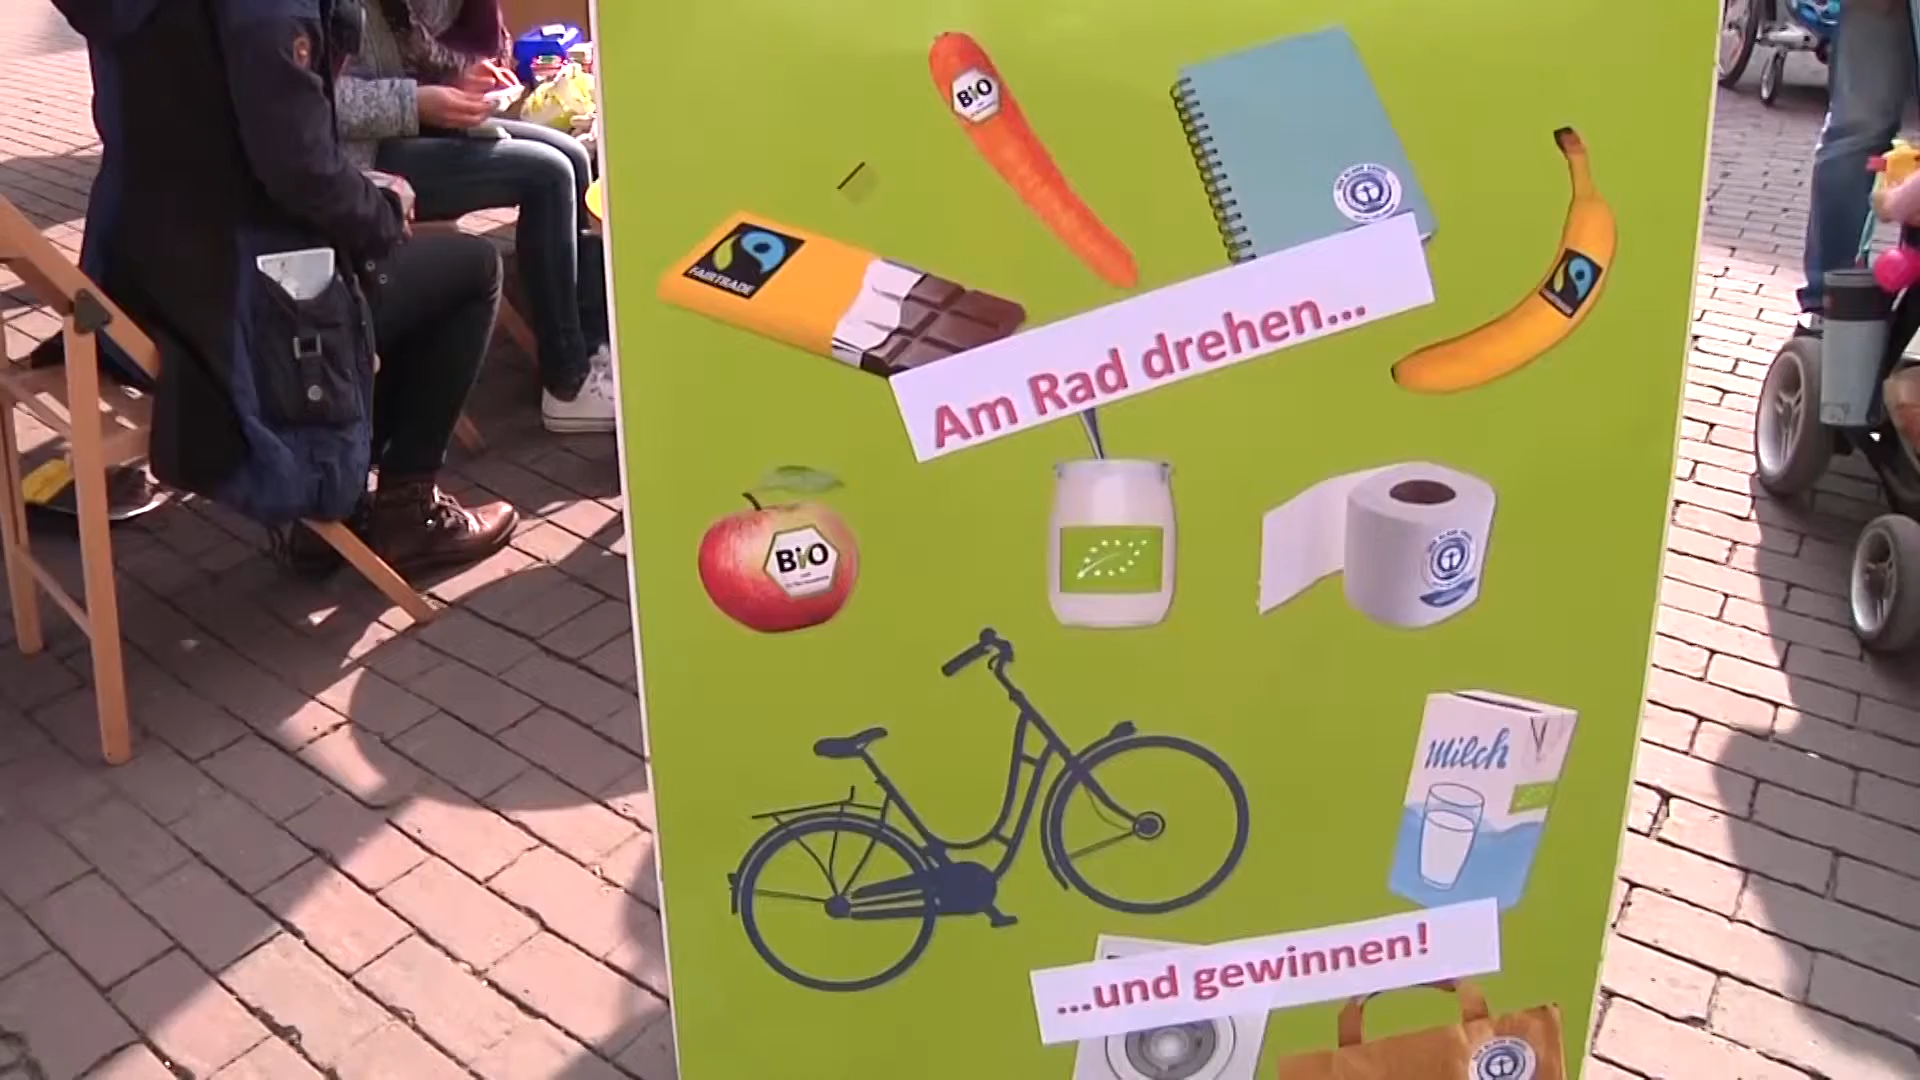 BiO
FAIRTRADE
Am Rad drehen...
BiO
Milch
...und gewinnen!